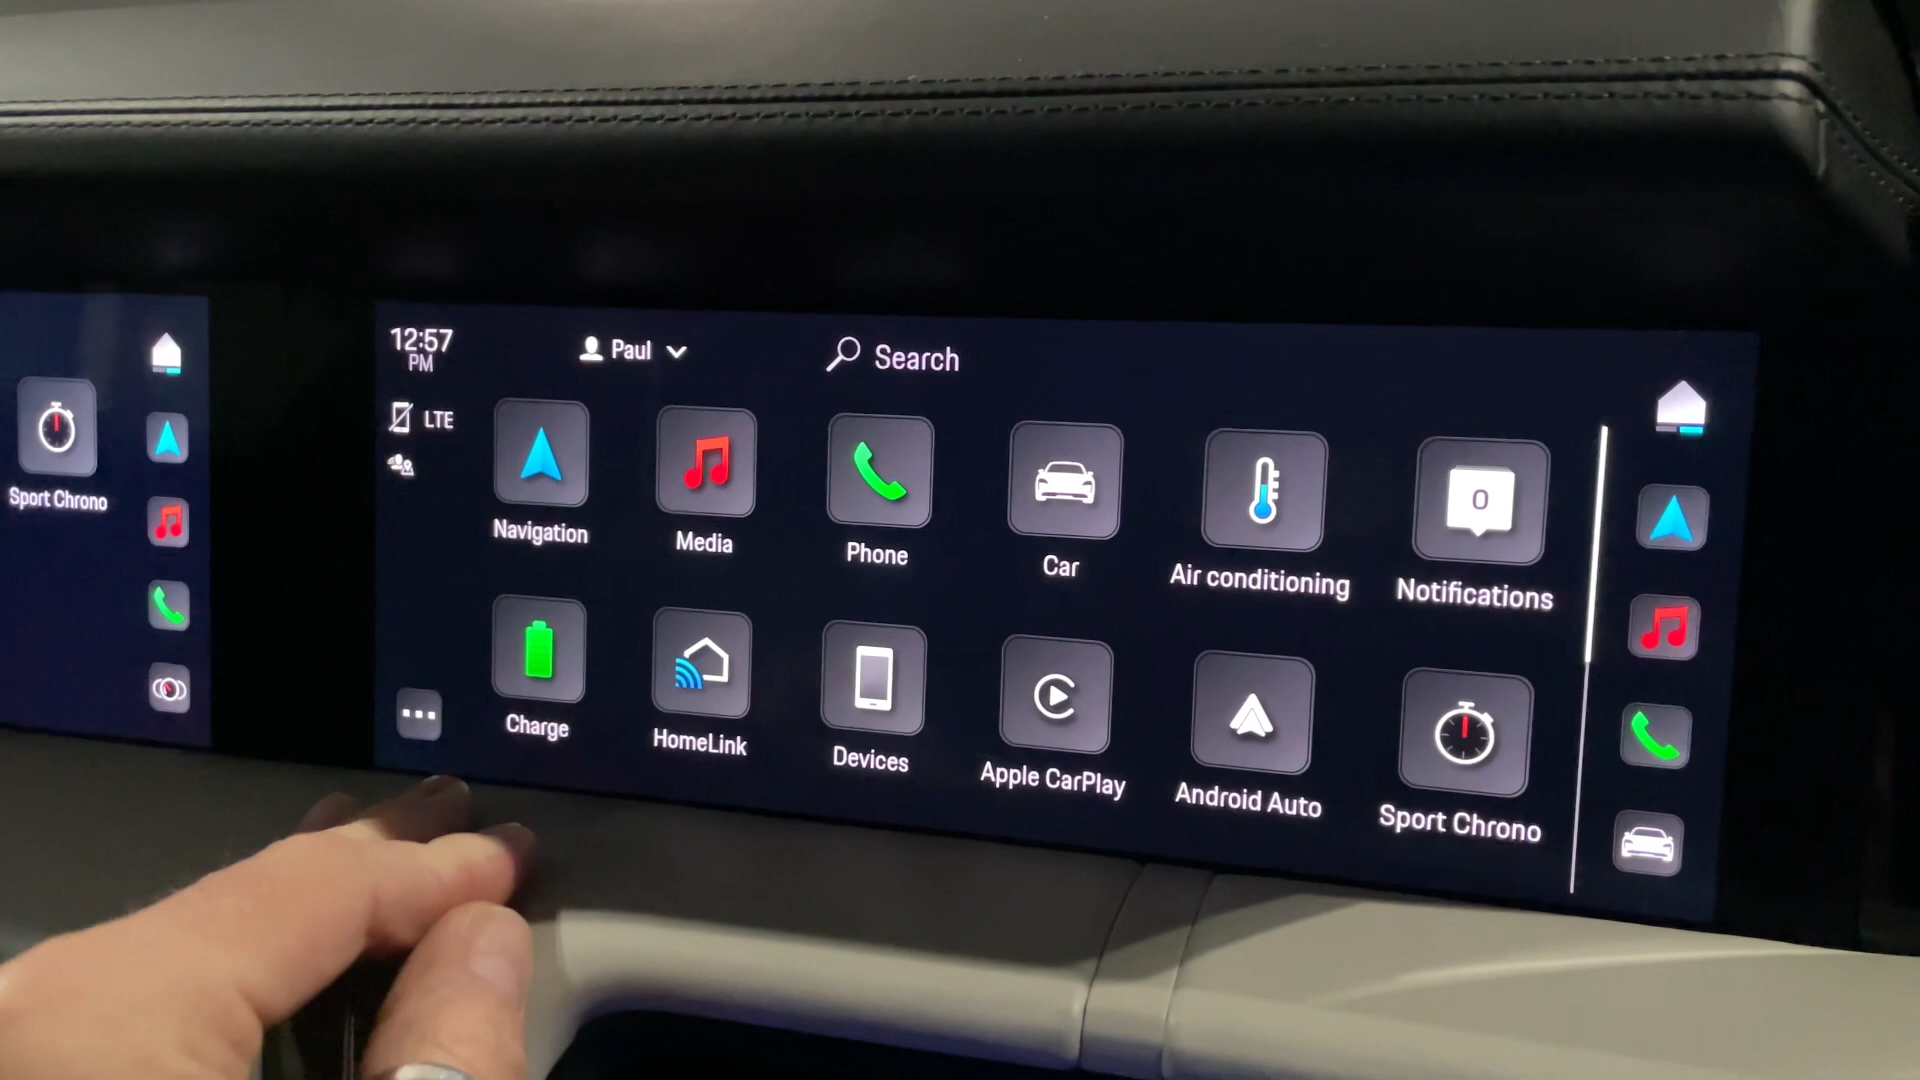 Sport Chrono
12:57
PM
Paul
Search
LTE
Navigation
Media
Phone
Car
Air conditioning
0
Notifications
Charge
HomeLink
Devices
Apple CarPlay
Android Auto
Sport Chrono